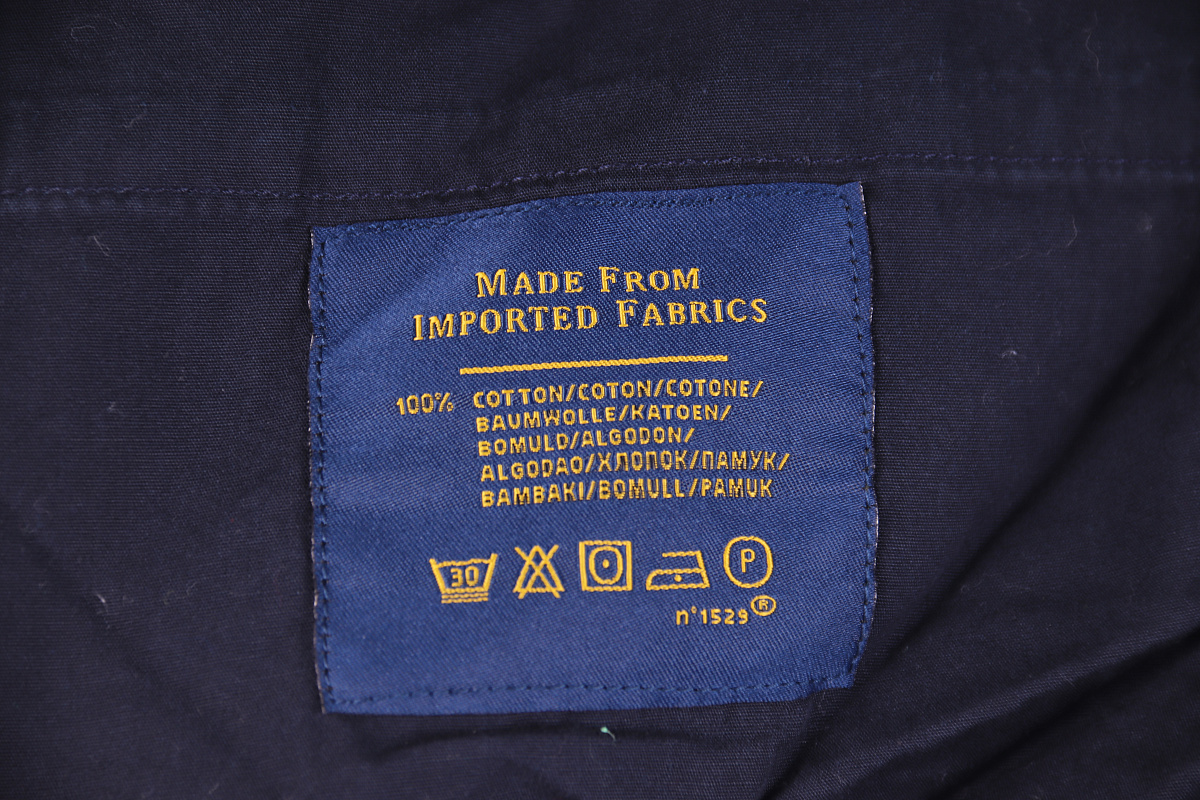 MADE FROM
IMPORTED FABRICS
100% COTTON/COTON/COTONE/
BAUMWOLLE/KATOEN/
BOMULD/ALGODON/
ALGODAO/ХЛОПОК/ПАМУК/
BAMBAKI/BOMULL/PAMUK
30
P
n°1529®